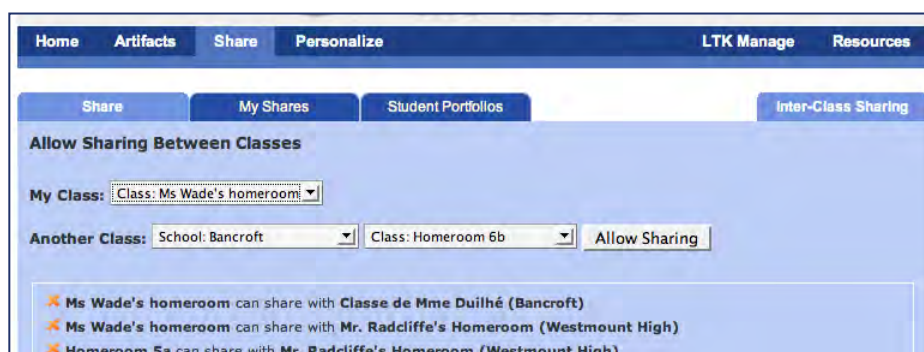 Home Artifacts Share Personalize LTK Manage Resources
Share My Shares Student Portfolios Inter-Class Sharing
Allow Sharing Between Classes
My Class: Class: Ms Wade's homeroom
Another Class: School: Bancroft Class: Homeroom 6b Allow Sharing
Ms Wade's homeroom can share with Classe de Mme Duilhé (Bancroft)
Ms Wade's homeroom can share with Mr. Radcliffe's Homeroom (Westmount High)
Homeroom 5a can share with Mr. Radcliffe's Homeroom (Westmount High)